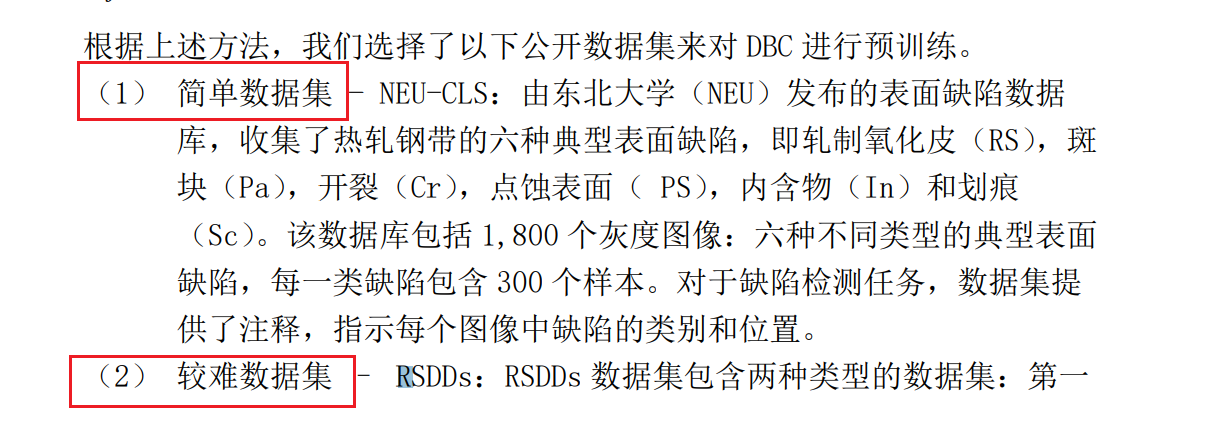 根据上述方法，我们选择了以下公开数据集来对 DBC 进行预训练。
（1） 简单数据集 - NEU-CLS：由东北大学（NEU）发布的表面缺陷数据
库，收集了热轧钢带的六种典型表面缺陷，即轧制氧化皮（RS），斑
块（Pa），开裂（Cr），点蚀表面（ PS），内含物（In）和划痕
（Sc）。该数据库包括 1,800 个灰度图像：六种不同类型的典型表面
缺陷，每一类缺陷包含 300 个样本。对于缺陷检测任务，数据集提
供了注释，指示每个图像中缺陷的类别和位置。
（2） 较难数据集 - RSDDs：RSDDs 数据集包含两种类型的数据集：第一